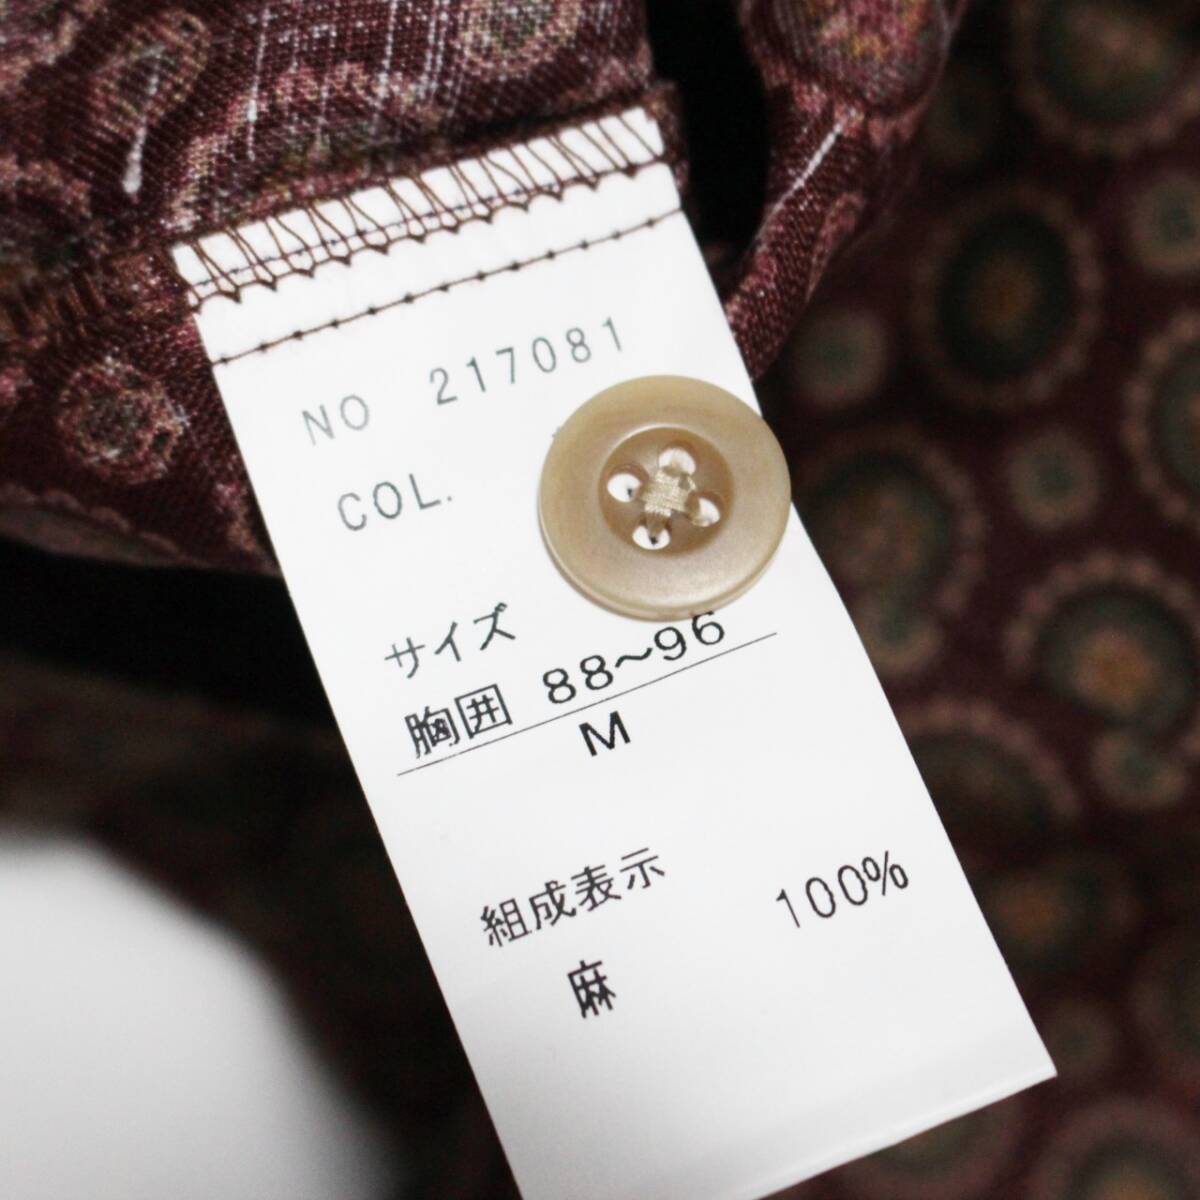 NO 217081
COL.
サイズ
胸囲 88~96
M
組成表示
麻 100%